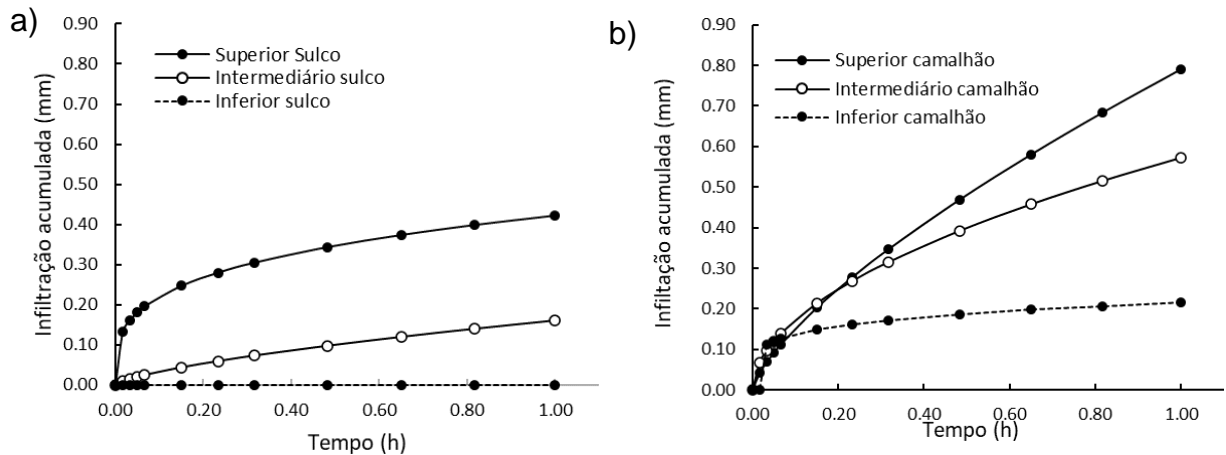 a)
Infiltração acumulada (mm)
0.90
0.80
0.70
0.60
0.50
0.40
0.30
0.20
0.10
0.00
Superior Sulco
Intermediário sulco
Inferior sulco
0.00 0.20 0.40 0.60 0.80 1.00
Tempo (h)
b)
Infiltação acumulada (mm)
0.90
0.80
0.70
0.60
0.50
0.40
0.30
0.20
0.10
0.00
Superior camalhão
Intermediário camalhão
Inferior camalhão
0.00 0.20 0.40 0.60 0.80 1.00
Tempo (h)